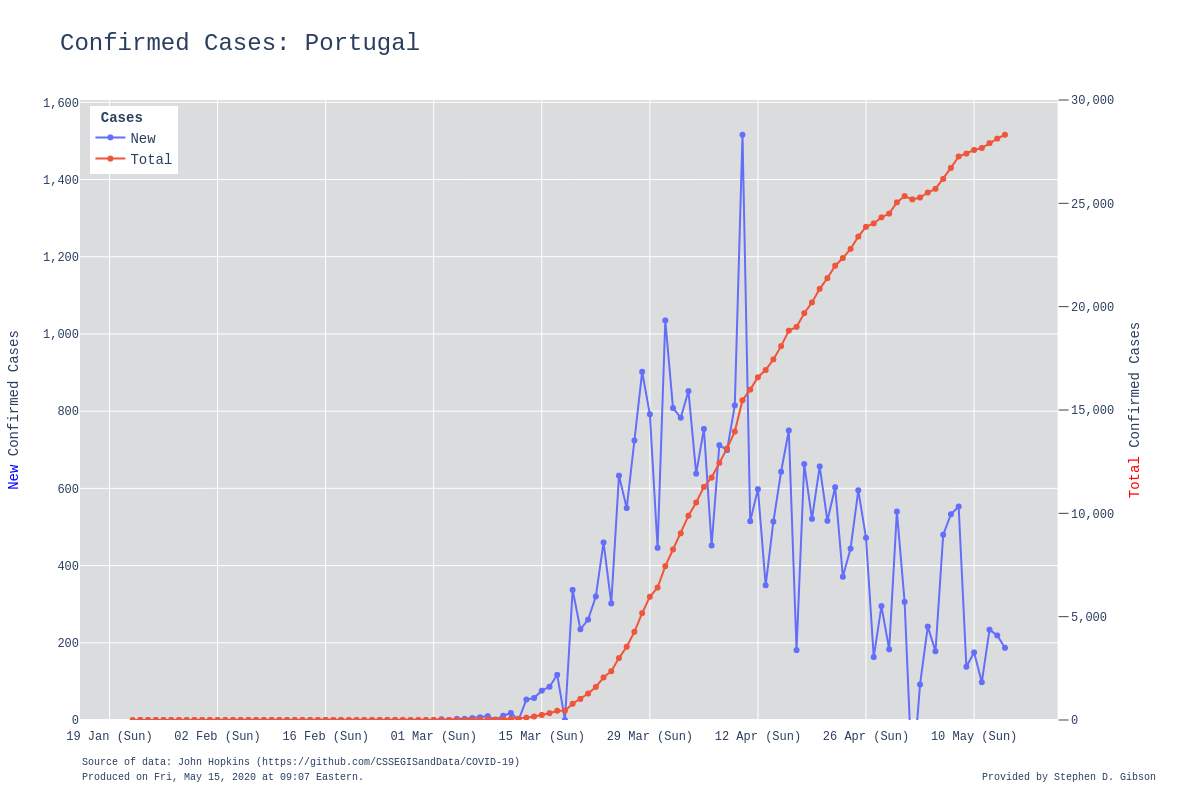 Confirmed Cases: Portugal
Cases
New
Total
1,600
1,400
1,200
1,000
800
600
400
200
0
30,000
25,000
20,000
15,000
10,000
5,000
0
New Confirmed Cases
Total Confirmed Cases
19 Jan (Sun)
02 Feb (Sun)
16 Feb (Sun)
01 Mar (Sun)
15 Mar (Sun)
29 Mar (Sun)
12 Apr (Sun)
26 Apr (Sun)
10 May (Sun)
Source of data: John Hopkins (https://github.com/CSSEGISandData/COVID-19)
Produced on Fri, May 15, 2020 at 09:07 Eastern.
Provided by Stephen D. Gibson